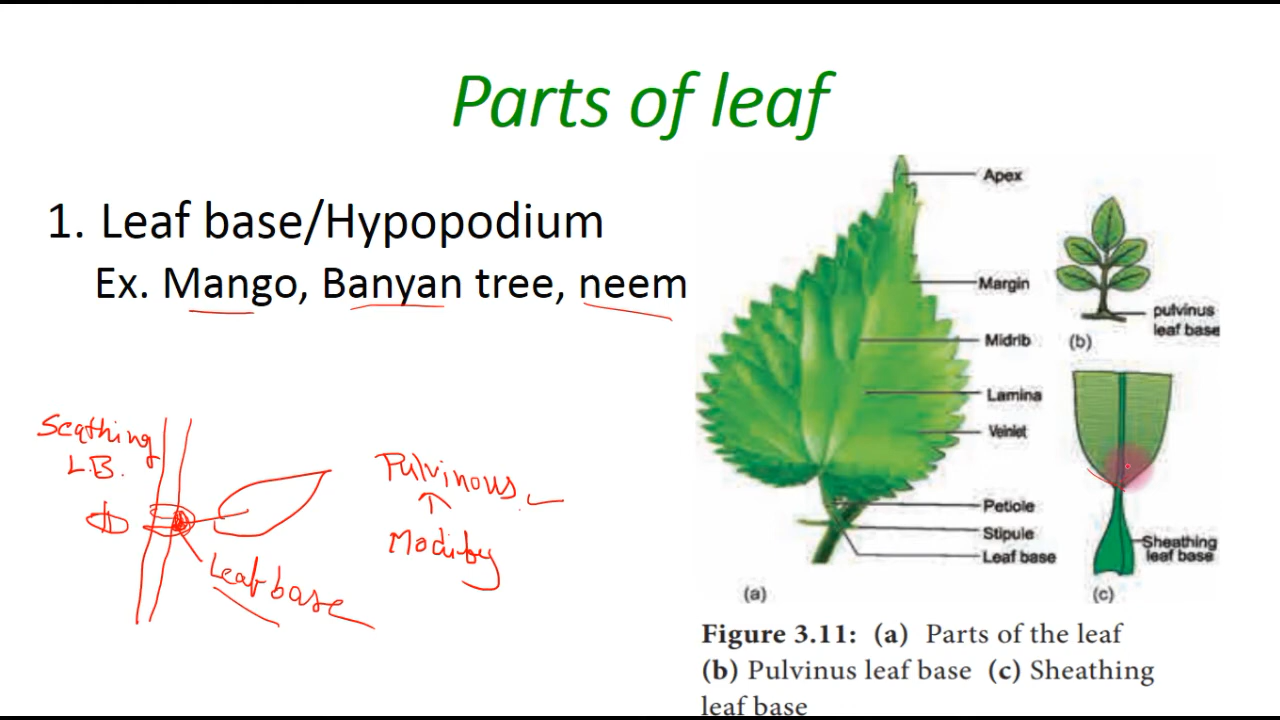 Parts of leaf
1. Leaf base/Hypopodium
Ex. Mango, Banyan tree, neem
Scathing
L.B.
Leaf base
Pulvinous
Modify
Apex
Margin
Midrib
Lamina
Veinlet
Petiole
Stipule
Leaf base
(a)
pulvinus
leaf base
(b)
Sheathing
leaf base
(c)
Figure 3.11: (a) Parts of the leaf
(b) Pulvinus leaf base (c) Sheathing
leaf base